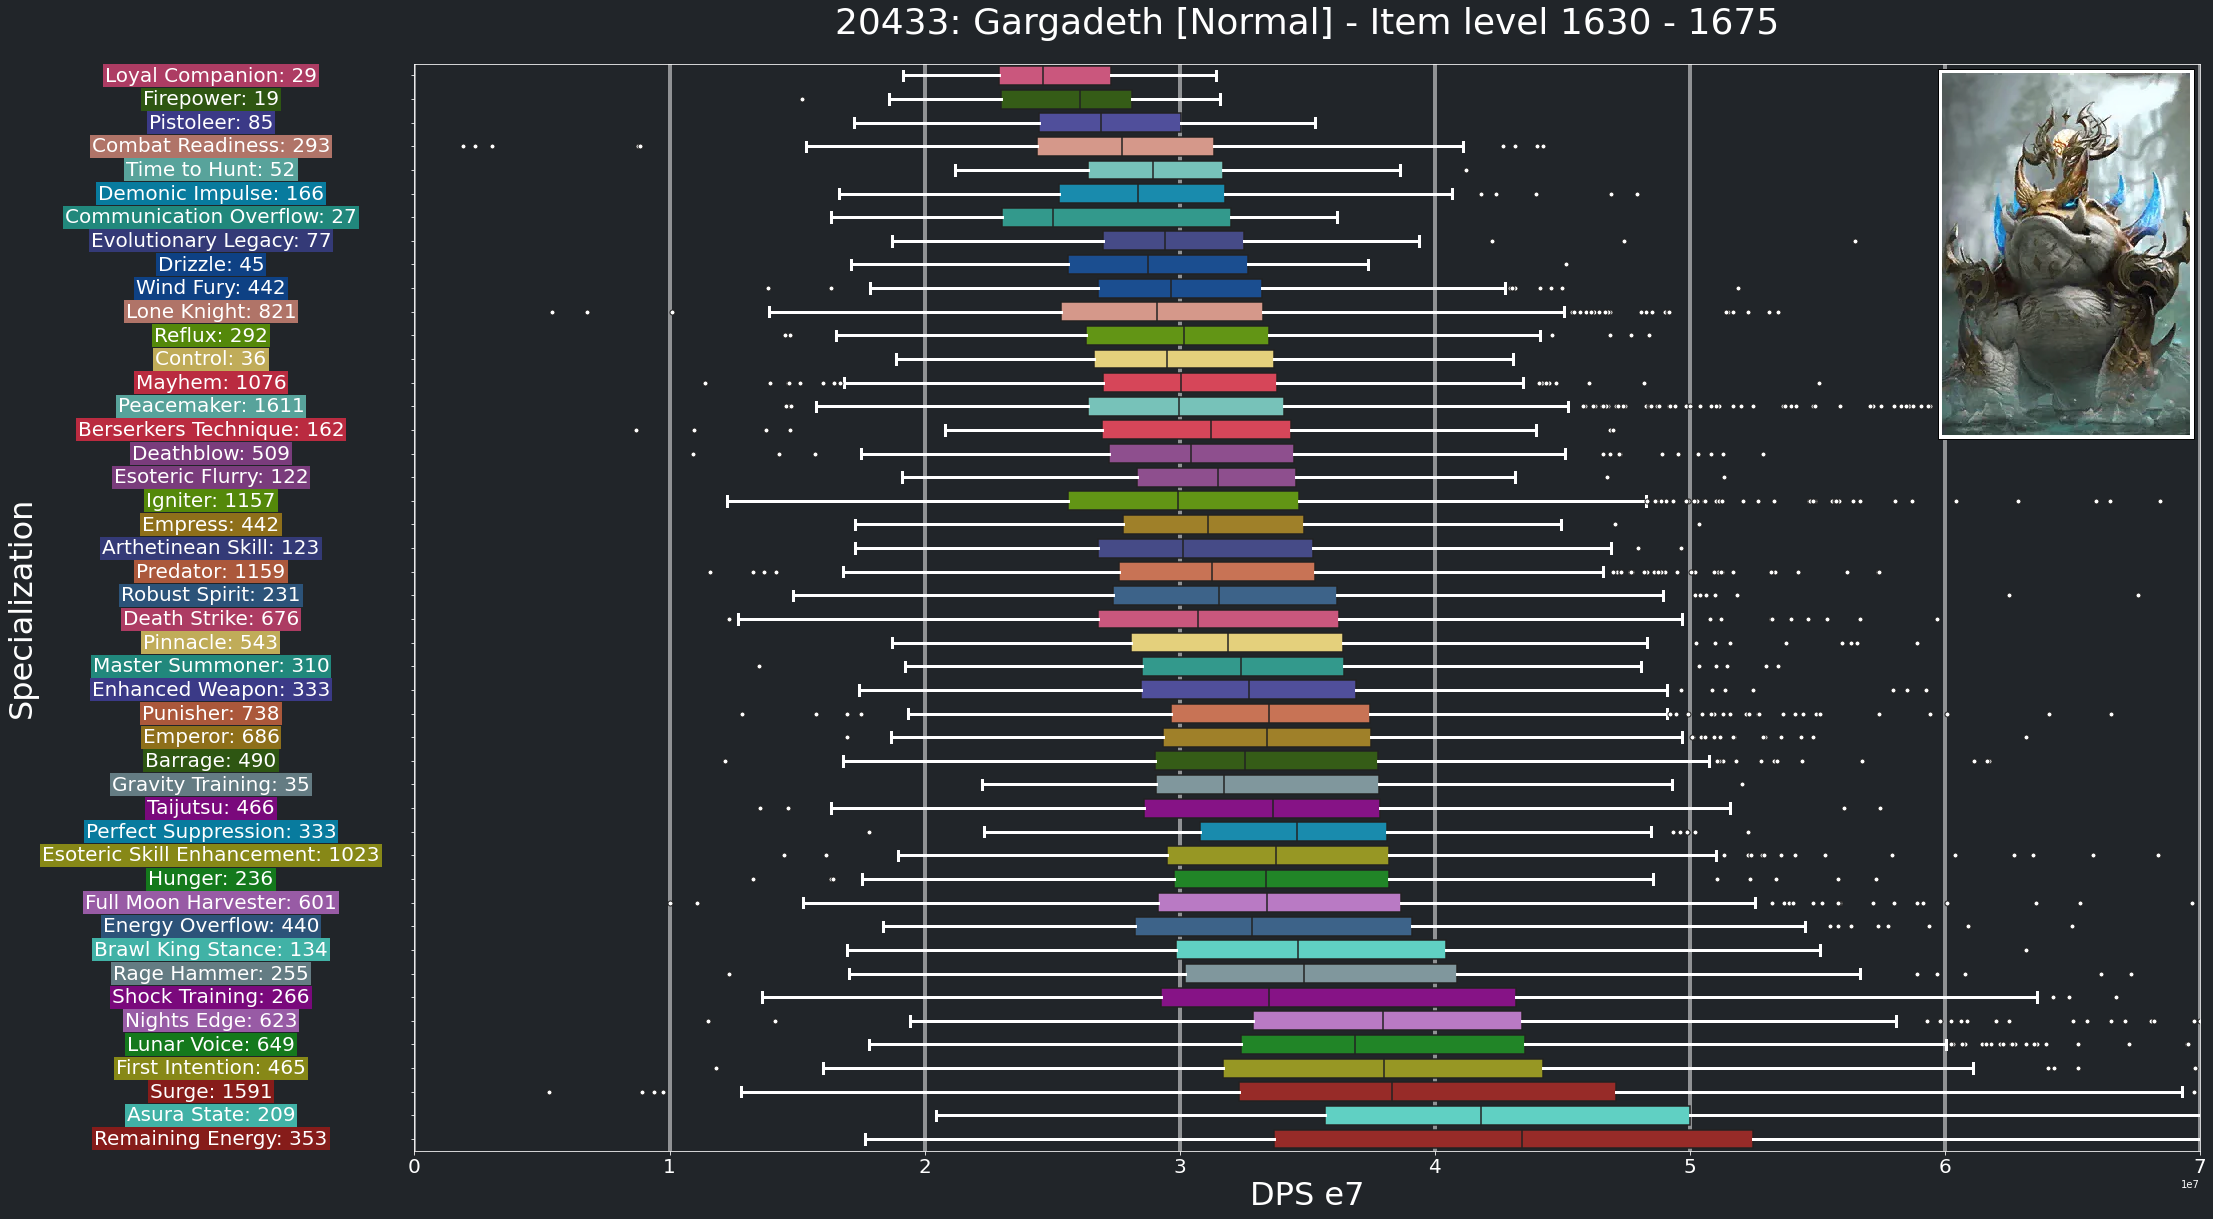 20433: Gargadeth [Normal] - Item level 1630 - 1675
Specialization
Loyal Companion: 29
Firepower: 19
Pistoleer: 85
Combat Readiness: 293
Time to Hunt: 52
Demonic Impulse: 166
Communication Overflow: 27
Evolutionary Legacy: 77
Drizzle: 45
Wind Fury: 442
Lone Knight: 821
Reflux: 292
Control: 36
Mayhem: 1076
Peacemaker: 1611
Berserkers Technique: 162
Deathblow: 509
Esoteric Flurry: 122
Igniter: 1157
Empress: 442
Arthetinean Skill: 123
Predator: 1159
Robust Spirit: 231
Death Strike: 676
Pinnacle: 543
Master Summoner: 310
Enhanced Weapon: 333
Punisher: 738
Emperor: 686
Barrage: 490
Gravity Training: 35
Taijutsu: 466
Perfect Suppression: 333
Esoteric Skill Enhancement: 1023
Hunger: 236
Full Moon Harvester: 601
Energy Overflow: 440
Brawl King Stance: 134
Rage Hammer: 255
Shock Training: 266
Nights Edge: 623
Lunar Voice: 649
First Intention: 465
Surge: 1591
Asura State: 209
Remaining Energy: 353
0 1 2 3 4 5 6 7
1e7
DPS e7